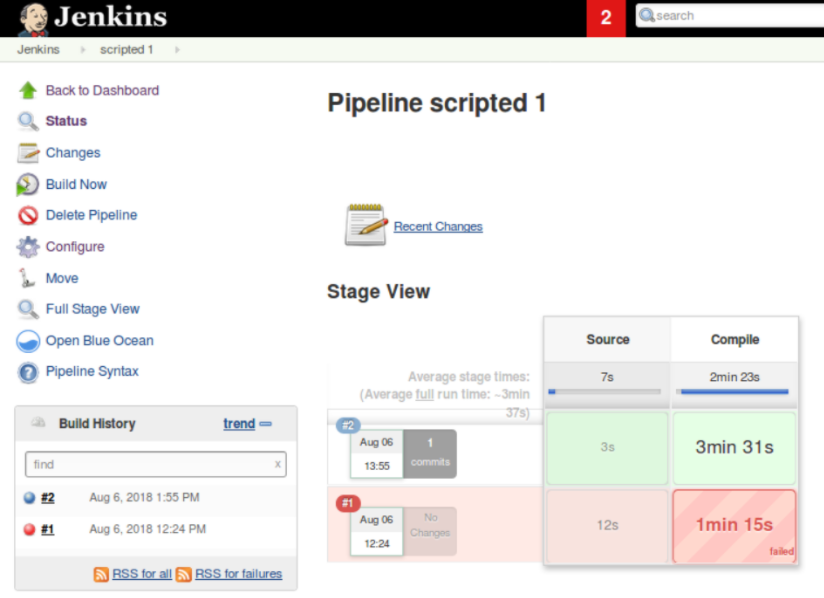 Jenkins
2
search
Jenkins
scripted 1
Back to Dashboard
Status
Changes
Build Now
Delete Pipeline
Configure
Move
Full Stage View
Open Blue Ocean
Pipeline Syntax
Build History
trend
find
x
#2 Aug 6, 2018 1:55 PM
#1 Aug 6, 2018 12:24 PM
RSS for all RSS for failures
Pipeline scripted 1
Recent Changes
Stage View
Source Compile
Average stage times:
(Average full run time: ~3min
37s)
7s 2min 23s
#2
Aug 06
13:55
1
commits
3s 3min 31s
#1
Aug 06
12:24
No
Changes
12s 1min 15s
failed